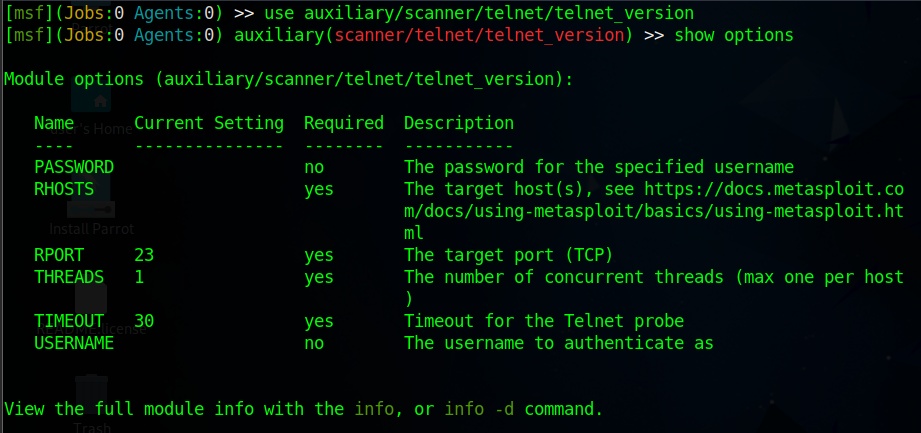 [msf](Jobs:0 Agents:0) >> use auxiliary/scanner/telnet/telnet_version
[msf](Jobs:0 Agents:0) auxiliary(scanner/telnet/telnet_version) >> show options
Module options (auxiliary/scanner/telnet/telnet_version):
Name Current Setting Required Description
---- --------------- -------- -----------
PASSWORD no The password for the specified username
RHOSTS yes The target host(s), see https://docs.metasploit.co
m/docs/using-metasploit/basics/using-metasploit.ht
ml
RPORT 23 yes The target port (TCP)
THREADS 1 yes The number of concurrent threads (max one per host
)
TIMEOUT 30 yes Timeout for the Telnet probe
USERNAME no The username to authenticate as
View the full module info with the info, or info -d command.
Install Parrot
Trash